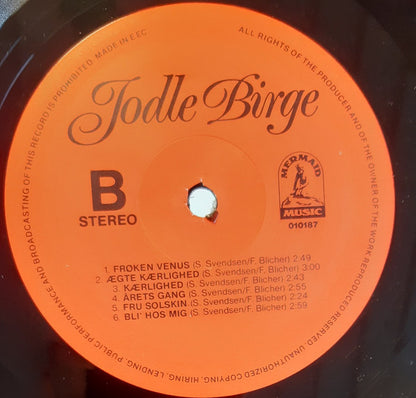 ALL RIGHTS OF THE PRODUCER AND OF THE OWNER OF THE WORK REPRODUCED RESERVED. UNAUTHORIZED COPYING, HIRING, LENDING, PUBLIC PERFORMANCE AND BROADCASTING OF THIS RECORD IS PROHIBITED. MADE IN EEC
Jodle Birge
B
STEREO
MERMAID
MUSIC
010187
1. FRØKEN VENUS (S. Svendsen/F. Blicher) 2:49
2. ÆGTE KÆRLIGHED (S. Svendsen/F. Blicher) 3:00
3. KÆRLIGHED (S. Svendsen/F. Blicher) 2:43
4. ÅRETS GANG (S. Svendsen/F. Blicher) 2:55
5. FRU SOLSKIN (S. Svendsen/F. Blicher) 2:24
6. BLI' HOS MIG (S. Svendsen/F. Blicher) 2:59